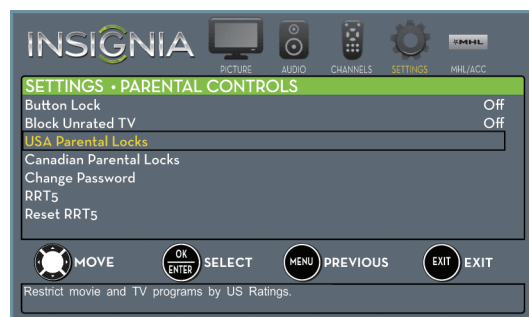 INSIGNIA
PICTURE AUDIO CHANNELS SETTINGS MHL/ACC
MHL
SETTINGS • PARENTAL CONTROLS
Button Lock Off
Block Unrated TV Off
USA Parental Locks
Canadian Parental Locks
Change Password
RRT5
Reset RRT5
MOVE OK ENTER SELECT MENU PREVIOUS EXIT EXIT
Restrict movie and TV programs by US Ratings.